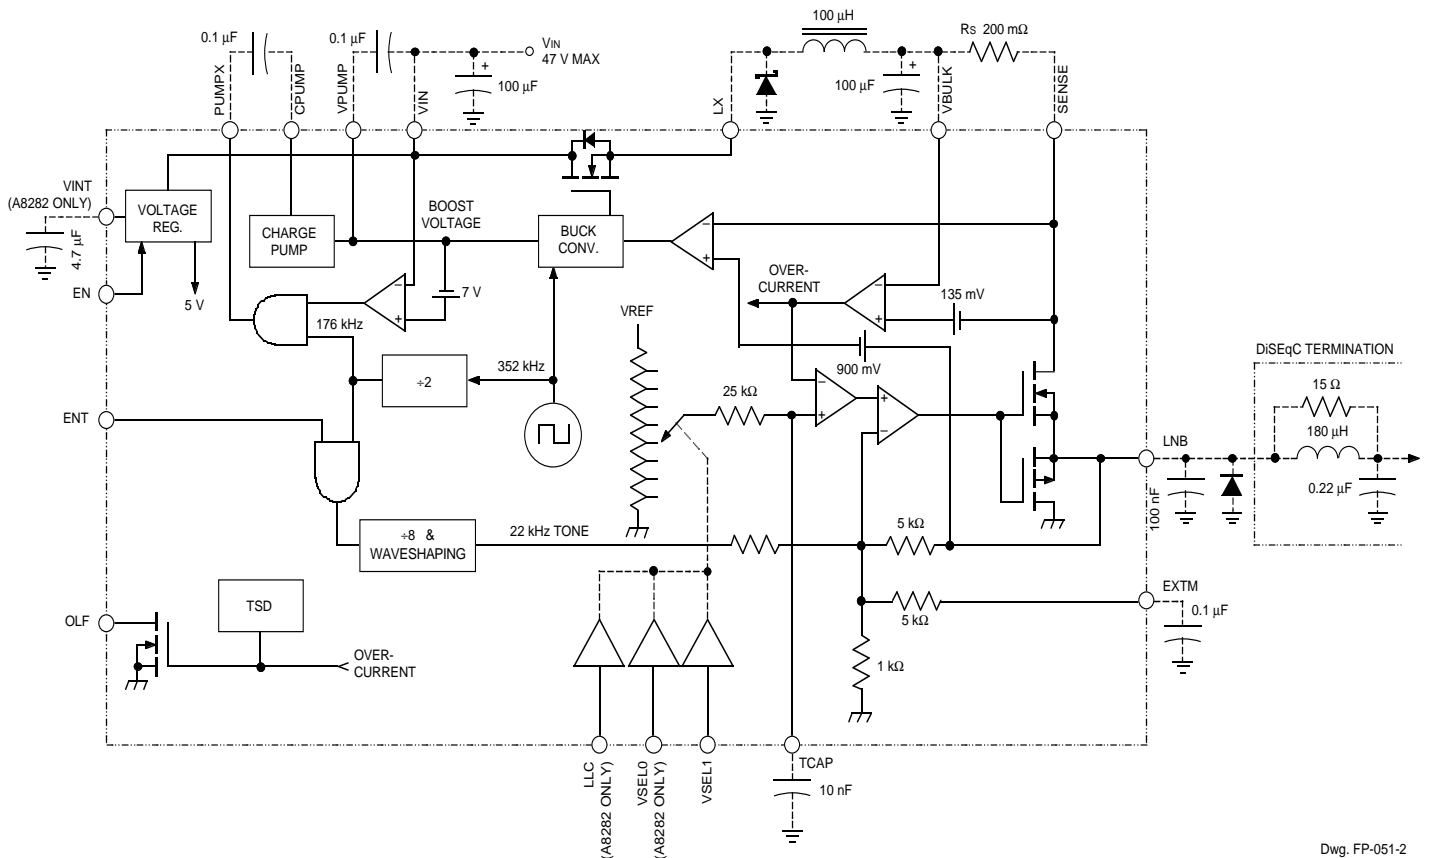 0.1 µF
0.1 µF
VIN
47 V MAX
100 µF
100 µH
RS 200 mΩ
100 µF
PUMPX
CPUMP
VPUMP
VIN
LX
VBULK
SENSE
VINT
(A8282 ONLY)
4.7 µF
VOLTAGE
REG.
CHARGE
PUMP
BOOST
VOLTAGE
BUCK
CONV.
–
+
EN
5 V
–
+
7 V
176 kHz
OVER-
CURRENT
–
+
135 mV
900 mV
VREF
÷2
352 kHz
25 kΩ
–
+
+
–
ENT
DiSEqC TERMINATION
15 Ω
180 µH
LNB
100 nF
0.22 µF
÷8 &
WAVESHAPING
22 kHz TONE
5 kΩ
5 kΩ
EXTM
0.1 µF
1 kΩ
OLF
TSD
OVER-
CURRENT
LLC
(A8282 ONLY)
VSEL0
(A8282 ONLY)
VSEL1
TCAP
10 nF
+
+
Dwg. FP-051-2